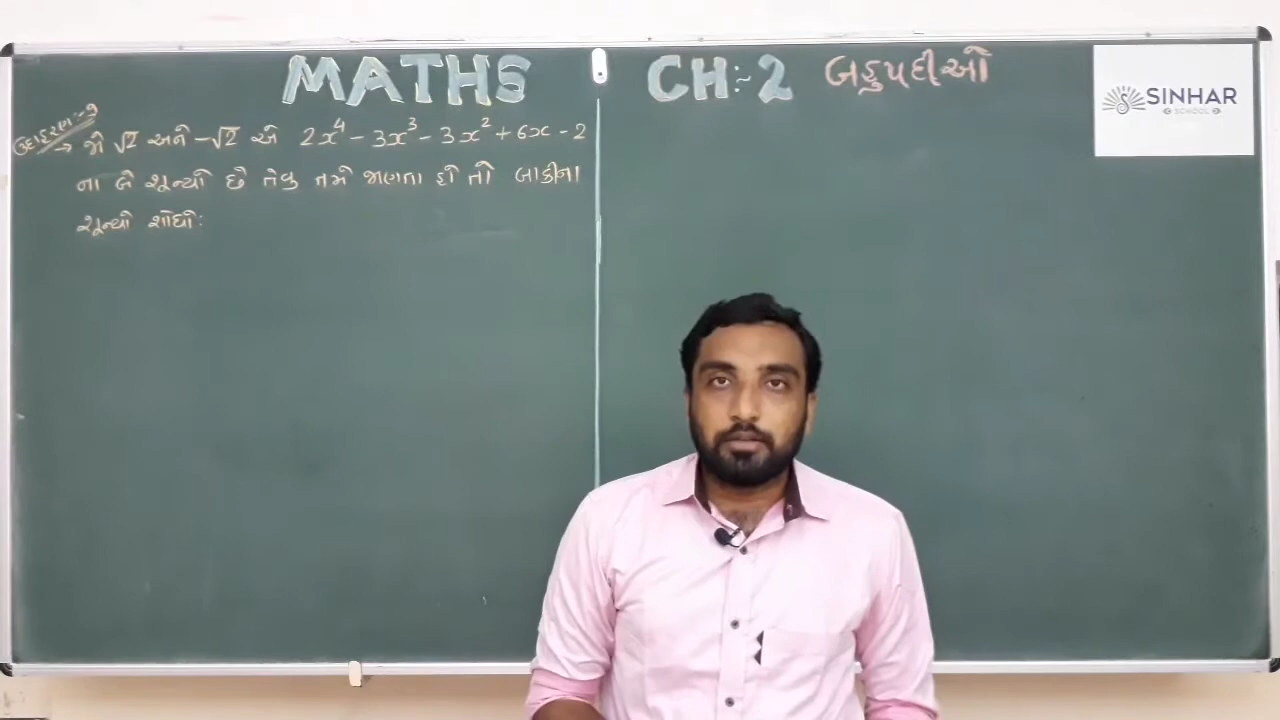 MATHS CH:-2 બહુપદીઓ
SINHAR
SCHOOL
ઉદાહરણ:-9 → જો √2 અને -√2 એ 2x⁴ - 3x³ - 3x² + 6x - 2
ના બે શૂન્યો છે તેવુ તમે જાણતા હો તો બાકીના
શૂન્યો શોધો: